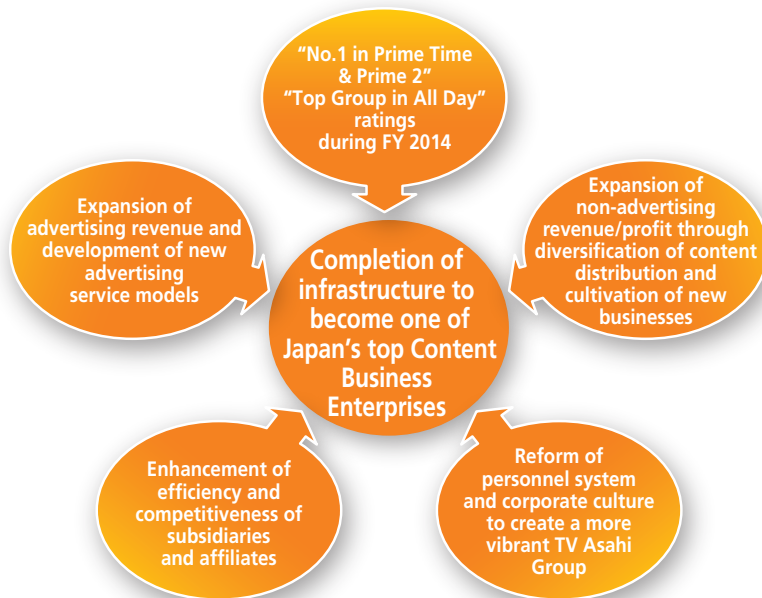 “No.1 in Prime Time
& Prime 2”
“Top Group in All Day”
ratings
during FY 2014
Expansion of
advertising revenue and
development of new
advertising
service models
Expansion of
non-advertising
revenue/profit through
diversification of content
distribution and
cultivation of new
businesses
Completion of
infrastructure to
become one of
Japan’s top Content
Business
Enterprises
Enhancement of
efficiency and
competitiveness of
subsidiaries
and affiliates
Reform of
personnel system
and corporate culture
to create a more
vibrant TV Asahi
Group